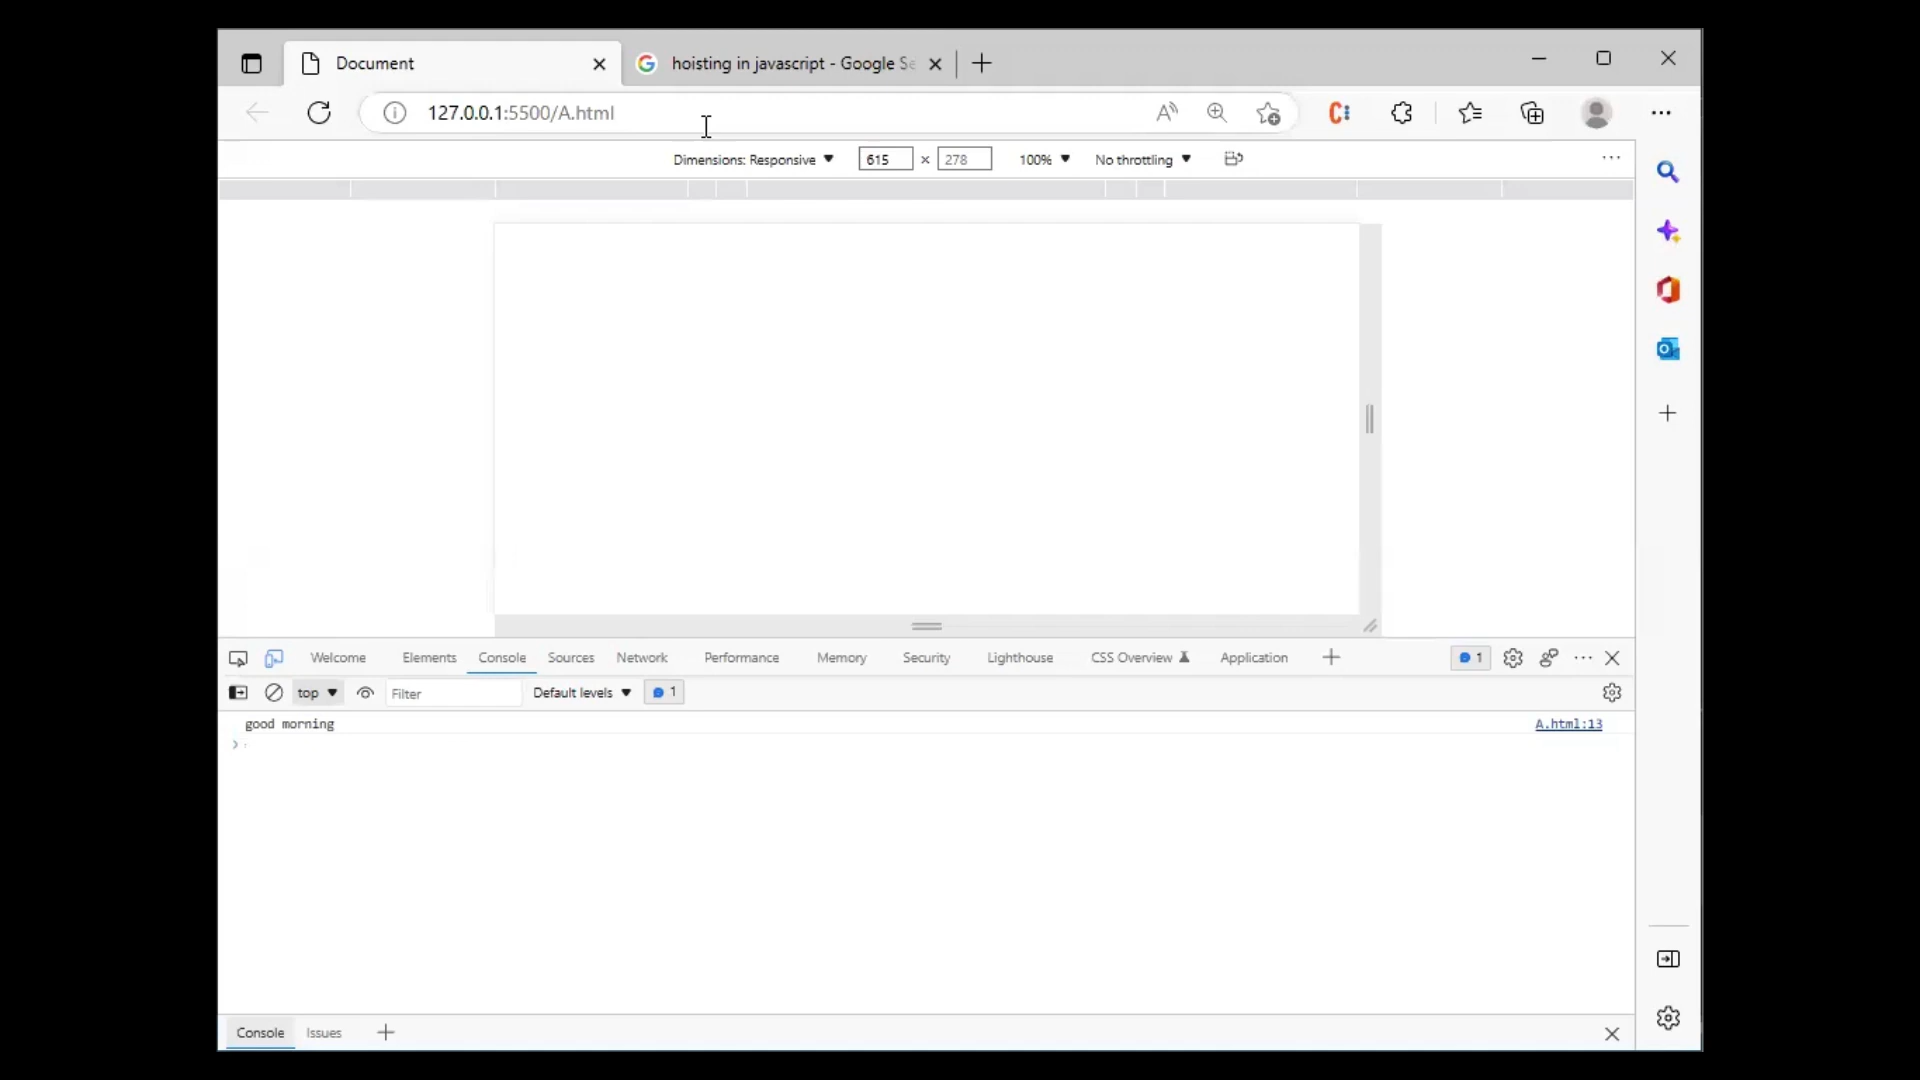 Document
hoisting in javascript - Google Se
127.0.0.1:5500/A.html
Dimensions: Responsive 615 × 278 100% No throttling
Welcome Elements Console Sources Network Performance Memory Security Lighthouse CSS Overview Application 1
top Filter Default levels 1
good morning A.html:13
Console Issues